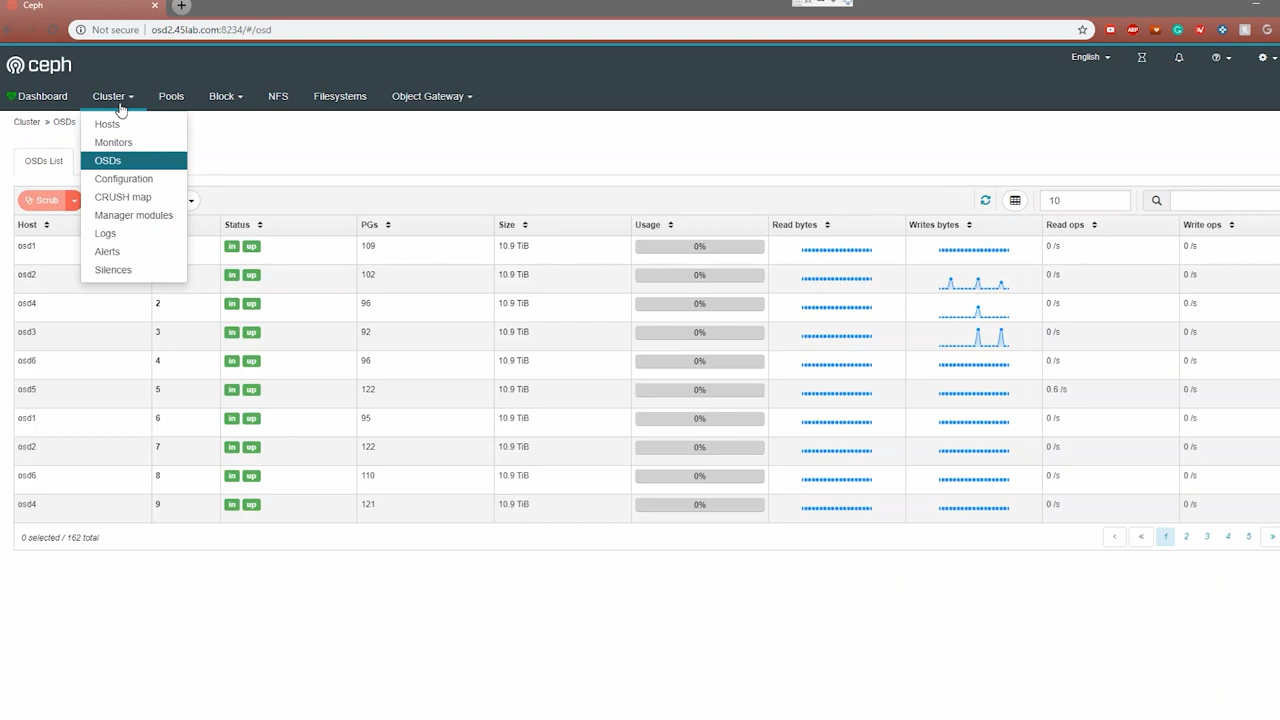 Ceph
Not secure osd2.45lab.com:8234/#/osd
ABP
ceph
English
Dashboard Cluster Pools Block NFS Filesystems Object Gateway
Cluster » OSDs
Hosts
Monitors
OSDs
Configuration
CRUSH map
Manager modules
Logs
Alerts
Silences
OSDs List
Scrub 10
Host Status PGs Size Usage Read bytes Writes bytes Read ops Write ops
osd1 in up 109 10.9 TiB 0% 0 /s 0 /s
osd2 in up 102 10.9 TiB 0% 0 /s 0 /s
osd4 2 in up 96 10.9 TiB 0% 0 /s 0 /s
osd3 3 in up 92 10.9 TiB 0% 0 /s 0 /s
osd6 4 in up 96 10.9 TiB 0% 0 /s 0 /s
osd5 5 in up 122 10.9 TiB 0% 0.6 /s 0 /s
osd1 6 in up 95 10.9 TiB 0% 0 /s 0 /s
osd2 7 in up 122 10.9 TiB 0% 0 /s 0 /s
osd6 8 in up 110 10.9 TiB 0% 0 /s 0 /s
osd4 9 in up 121 10.9 TiB 0% 0 /s 0 /s
0 selected / 162 total ‹ « 1 2 3 4 5 »